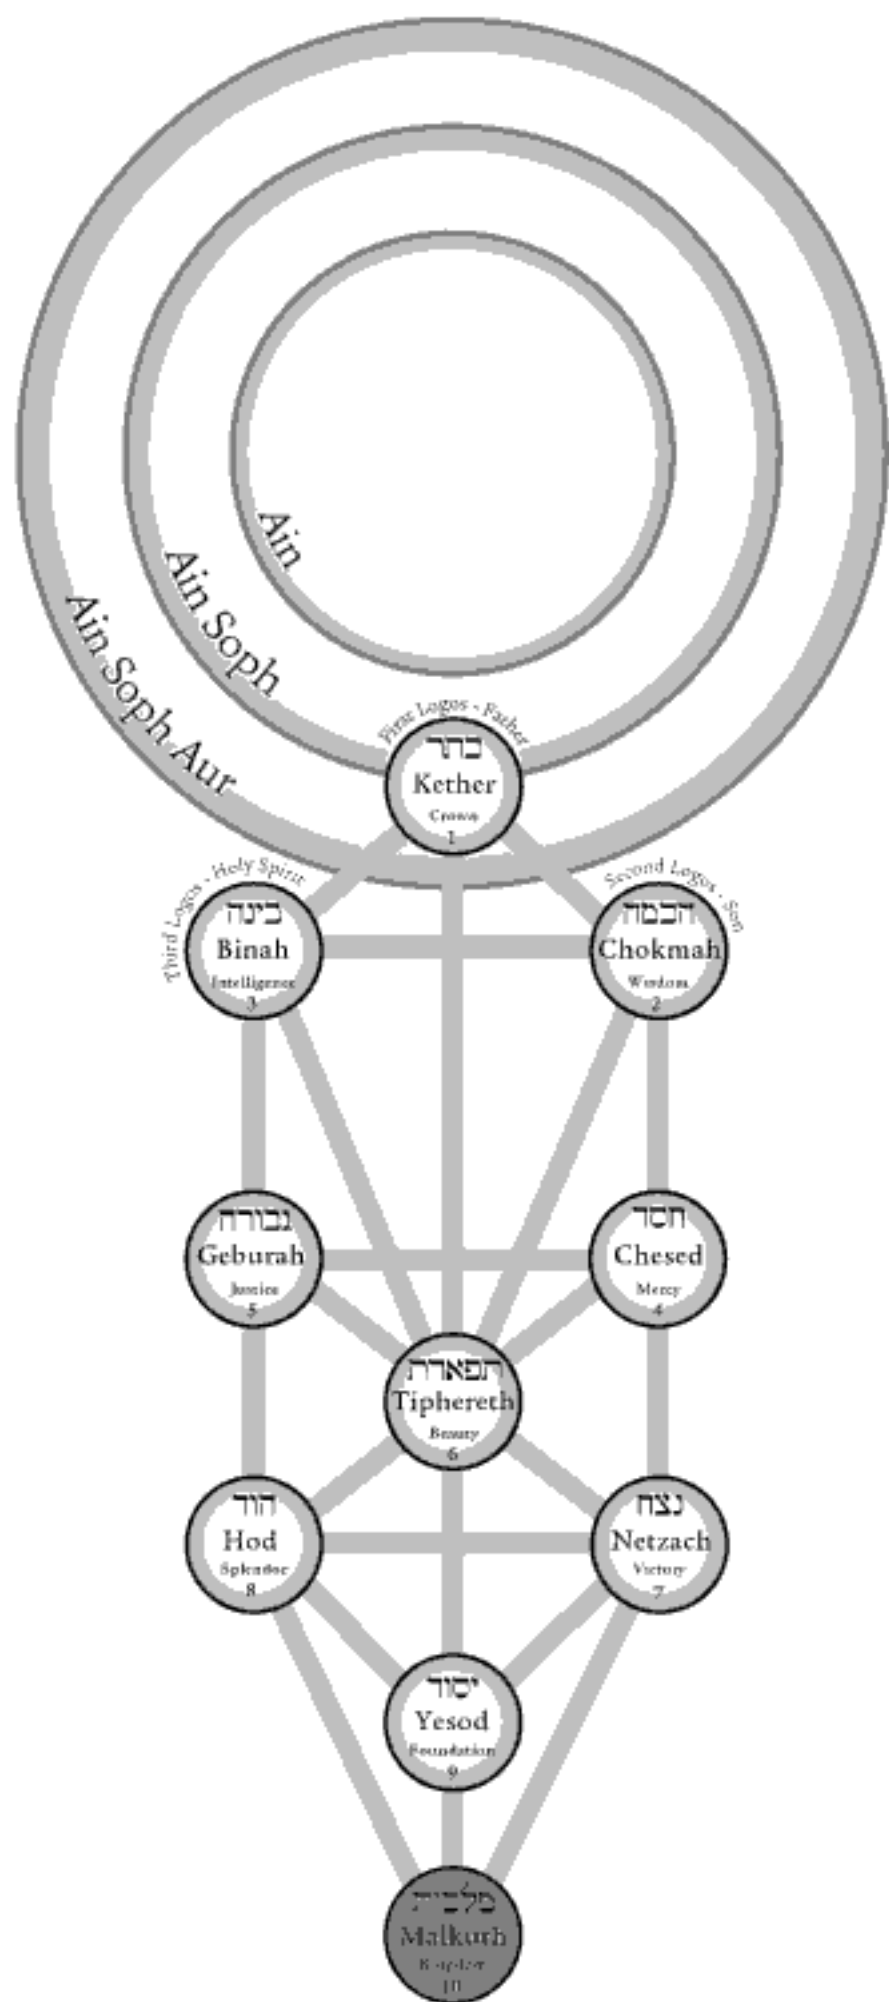 Ain
Ain Soph
Ain Soph Aur
First Logos - Father
כתר
Kether
Crown
1
Third Logos - Holy Spirit
בינה
Binah
Intelligence
3
Second Logos - Son
חכמה
Chokmah
Wisdom
2
גבורה
Geburah
Justice
5
חסד
Chesed
Mercy
4
תפארת
Tiphereth
Beauty
6
הוד
Hod
Splendor
8
נצח
Netzach
Victory
7
יסוד
Yesod
Foundation
9
מלכות
Malkuth
Kingdom
10